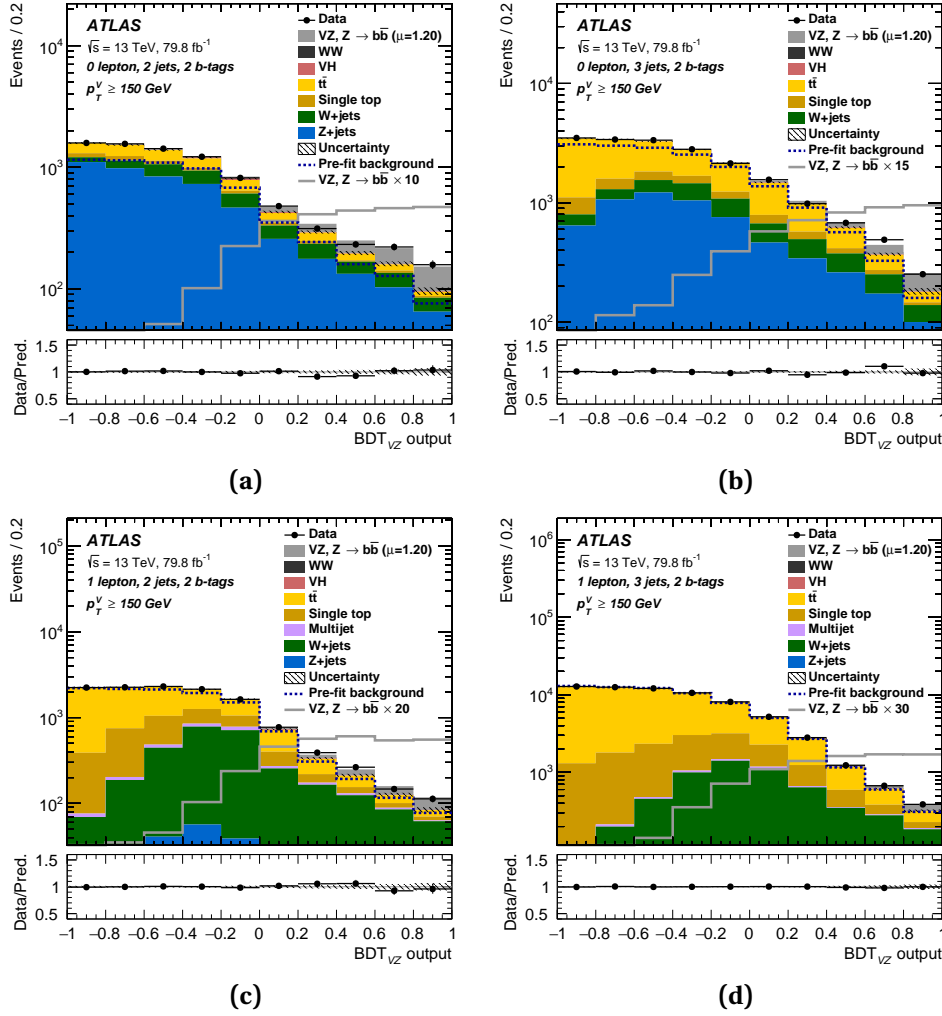 ATLAS
√s = 13 TeV, 79.8 fb⁻¹
0 lepton, 2 jets, 2 b-tags
p_T^V ≥ 150 GeV
Data
VZ, Z → bb̄ (μ=1.20)
WW
VH
tt̄
Single top
W+jets
Z+jets
Uncertainty
Pre-fit background
VZ, Z → bb̄ × 10
Events / 0.2
10⁴
10³
10²
Data/Pred.
1.5
1
0.5
−1 −0.8 −0.6 −0.4 −0.2 0 0.2 0.4 0.6 0.8 1
BDT_VZ output
(a)
ATLAS
√s = 13 TeV, 79.8 fb⁻¹
0 lepton, 3 jets, 2 b-tags
p_T^V ≥ 150 GeV
Data
VZ, Z → bb̄ (μ=1.20)
WW
VH
tt̄
Single top
W+jets
Z+jets
Uncertainty
Pre-fit background
VZ, Z → bb̄ × 15
Events / 0.2
10⁴
10³
10²
Data/Pred.
1.5
1
0.5
−1 −0.8 −0.6 −0.4 −0.2 0 0.2 0.4 0.6 0.8 1
BDT_VZ output
(b)
ATLAS
√s = 13 TeV, 79.8 fb⁻¹
1 lepton, 2 jets, 2 b-tags
p_T^V ≥ 150 GeV
Data
VZ, Z → bb̄ (μ=1.20)
WW
VH
tt̄
Single top
Multijet
W+jets
Z+jets
Uncertainty
Pre-fit background
VZ, Z → bb̄ × 20
Events / 0.2
10⁵
10⁴
10³
10²
Data/Pred.
1.5
1
0.5
−1 −0.8 −0.6 −0.4 −0.2 0 0.2 0.4 0.6 0.8 1
BDT_VZ output
(c)
ATLAS
√s = 13 TeV, 79.8 fb⁻¹
1 lepton, 3 jets, 2 b-tags
p_T^V ≥ 150 GeV
Data
VZ, Z → bb̄ (μ=1.20)
WW
VH
tt̄
Single top
Multijet
W+jets
Z+jets
Uncertainty
Pre-fit background
VZ, Z → bb̄ × 30
Events / 0.2
10⁶
10⁵
10⁴
10³
Data/Pred.
1.5
1
0.5
−1 −0.8 −0.6 −0.4 −0.2 0 0.2 0.4 0.6 0.8 1
BDT_VZ output
(d)